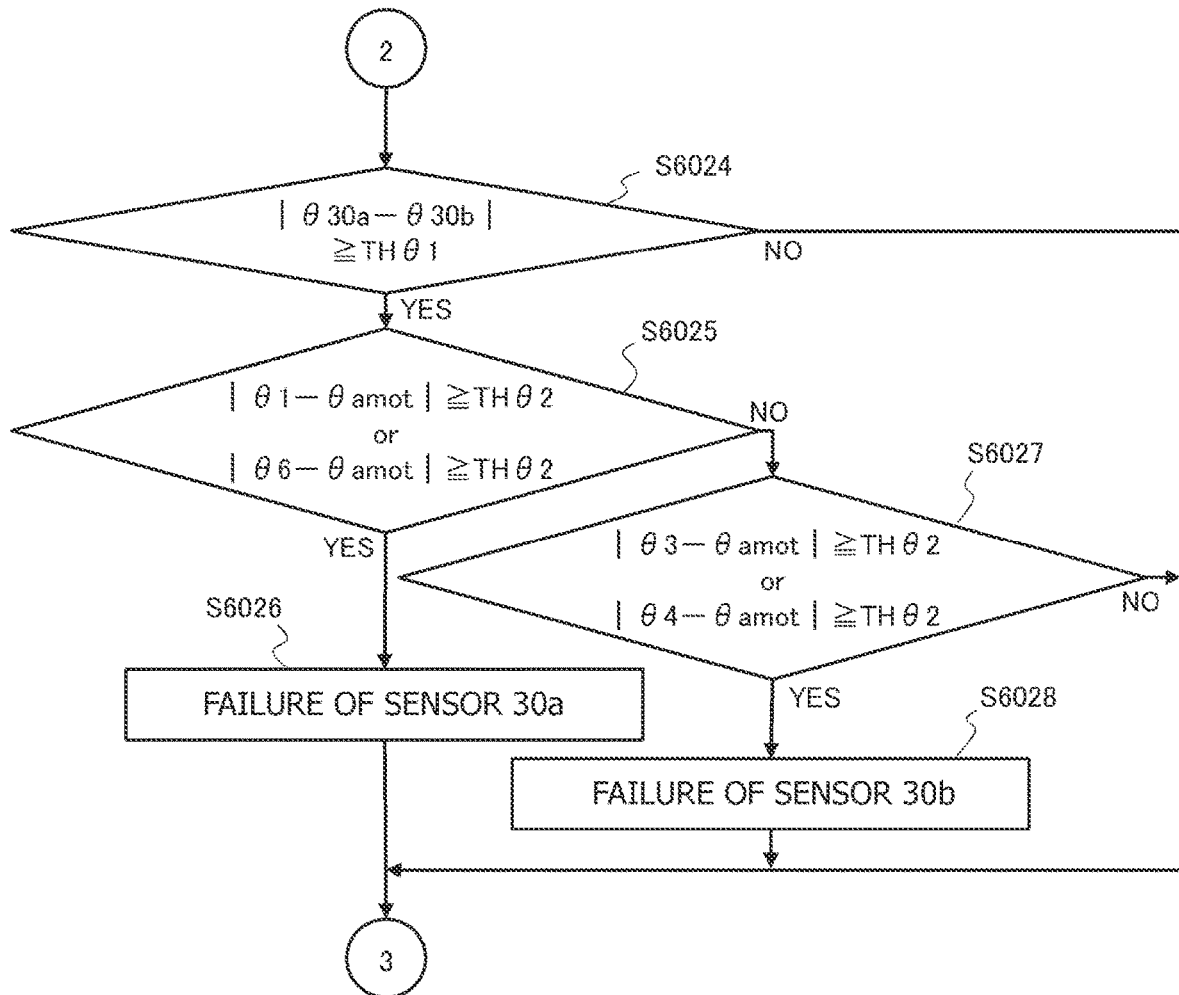 2
S6024
| θ 30a− θ 30b |
≧TH θ 1
NO
YES
S6025
| θ 1− θ amot | ≧TH θ 2
or
| θ 6− θ amot | ≧TH θ 2
NO
YES
S6027
| θ 3− θ amot | ≧TH θ 2
or
| θ 4− θ amot | ≧TH θ 2
NO
YES
S6026
FAILURE OF SENSOR 30a
S6028
FAILURE OF SENSOR 30b
3